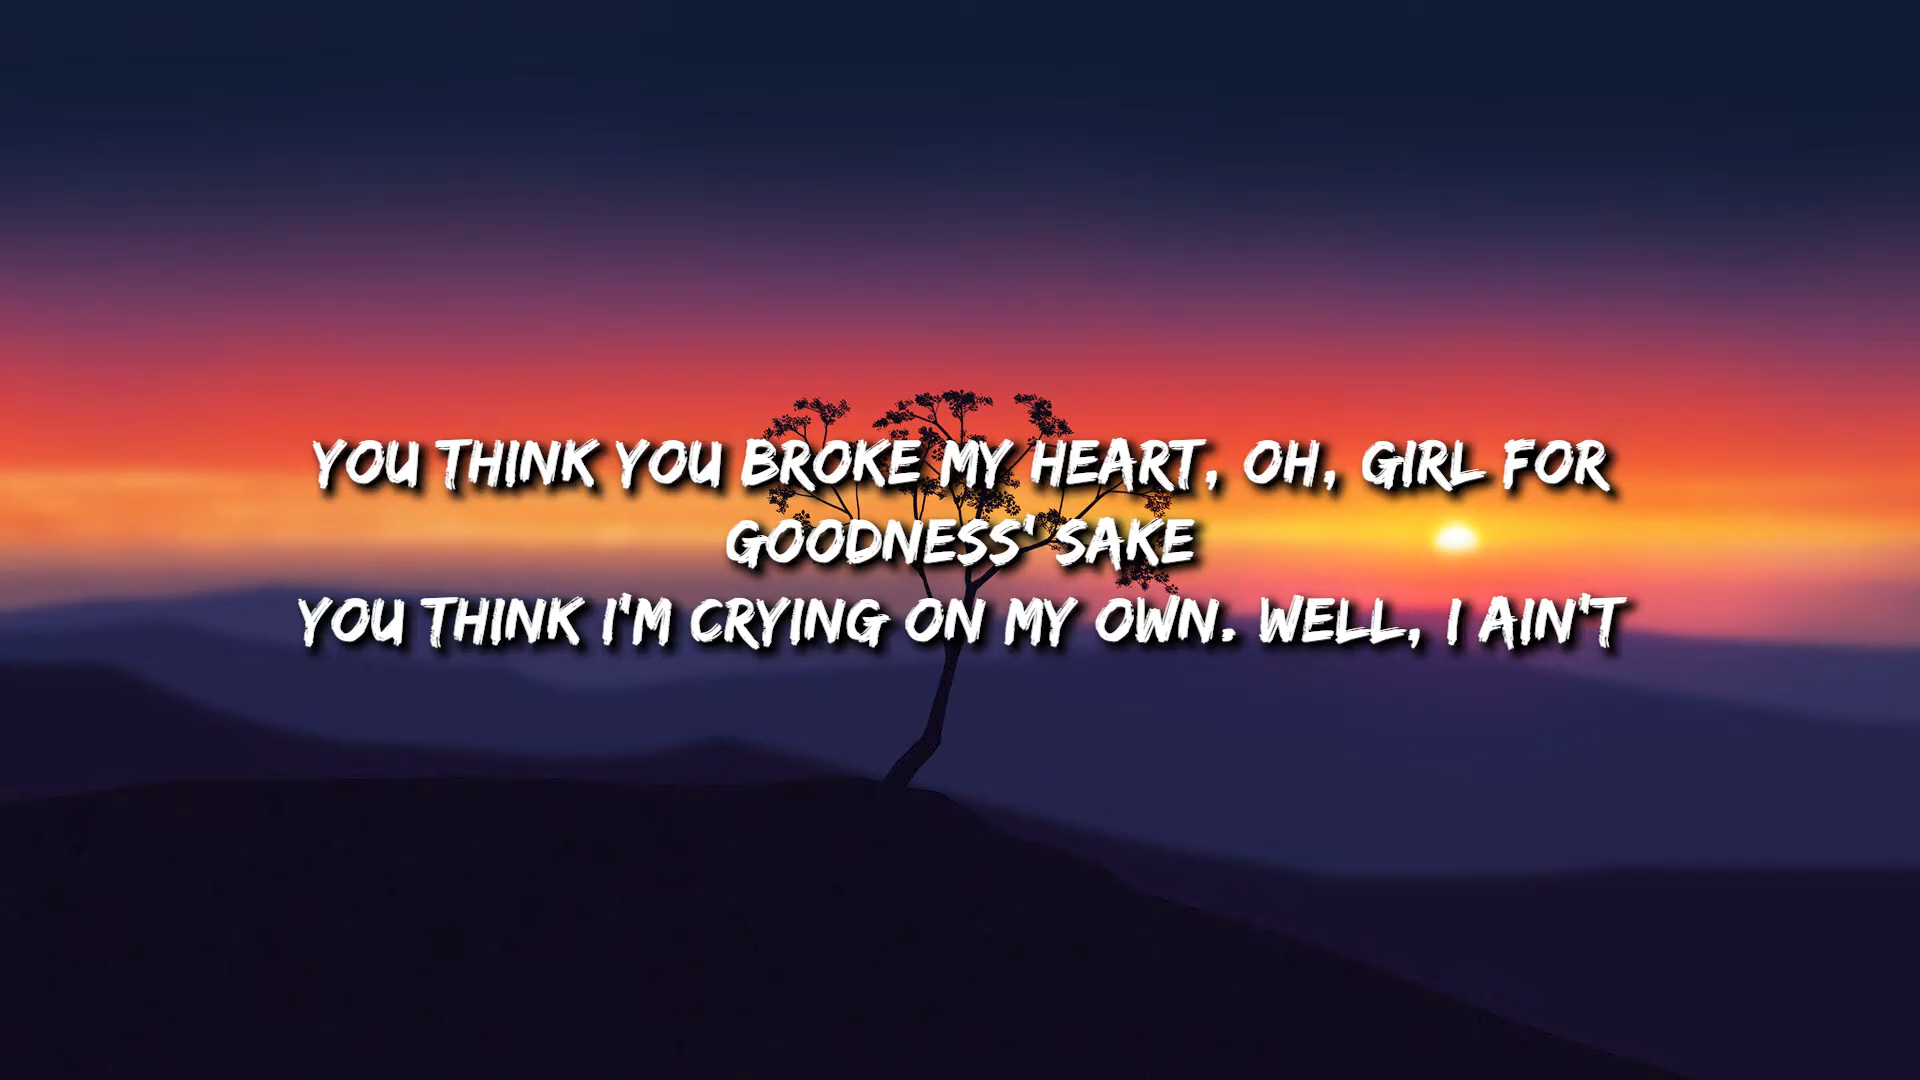 YOU THINK YOU BROKE MY HEART, OH, GIRL FOR
GOODNESS' SAKE
YOU THINK I'M CRYING ON MY OWN. WELL, I AIN'T